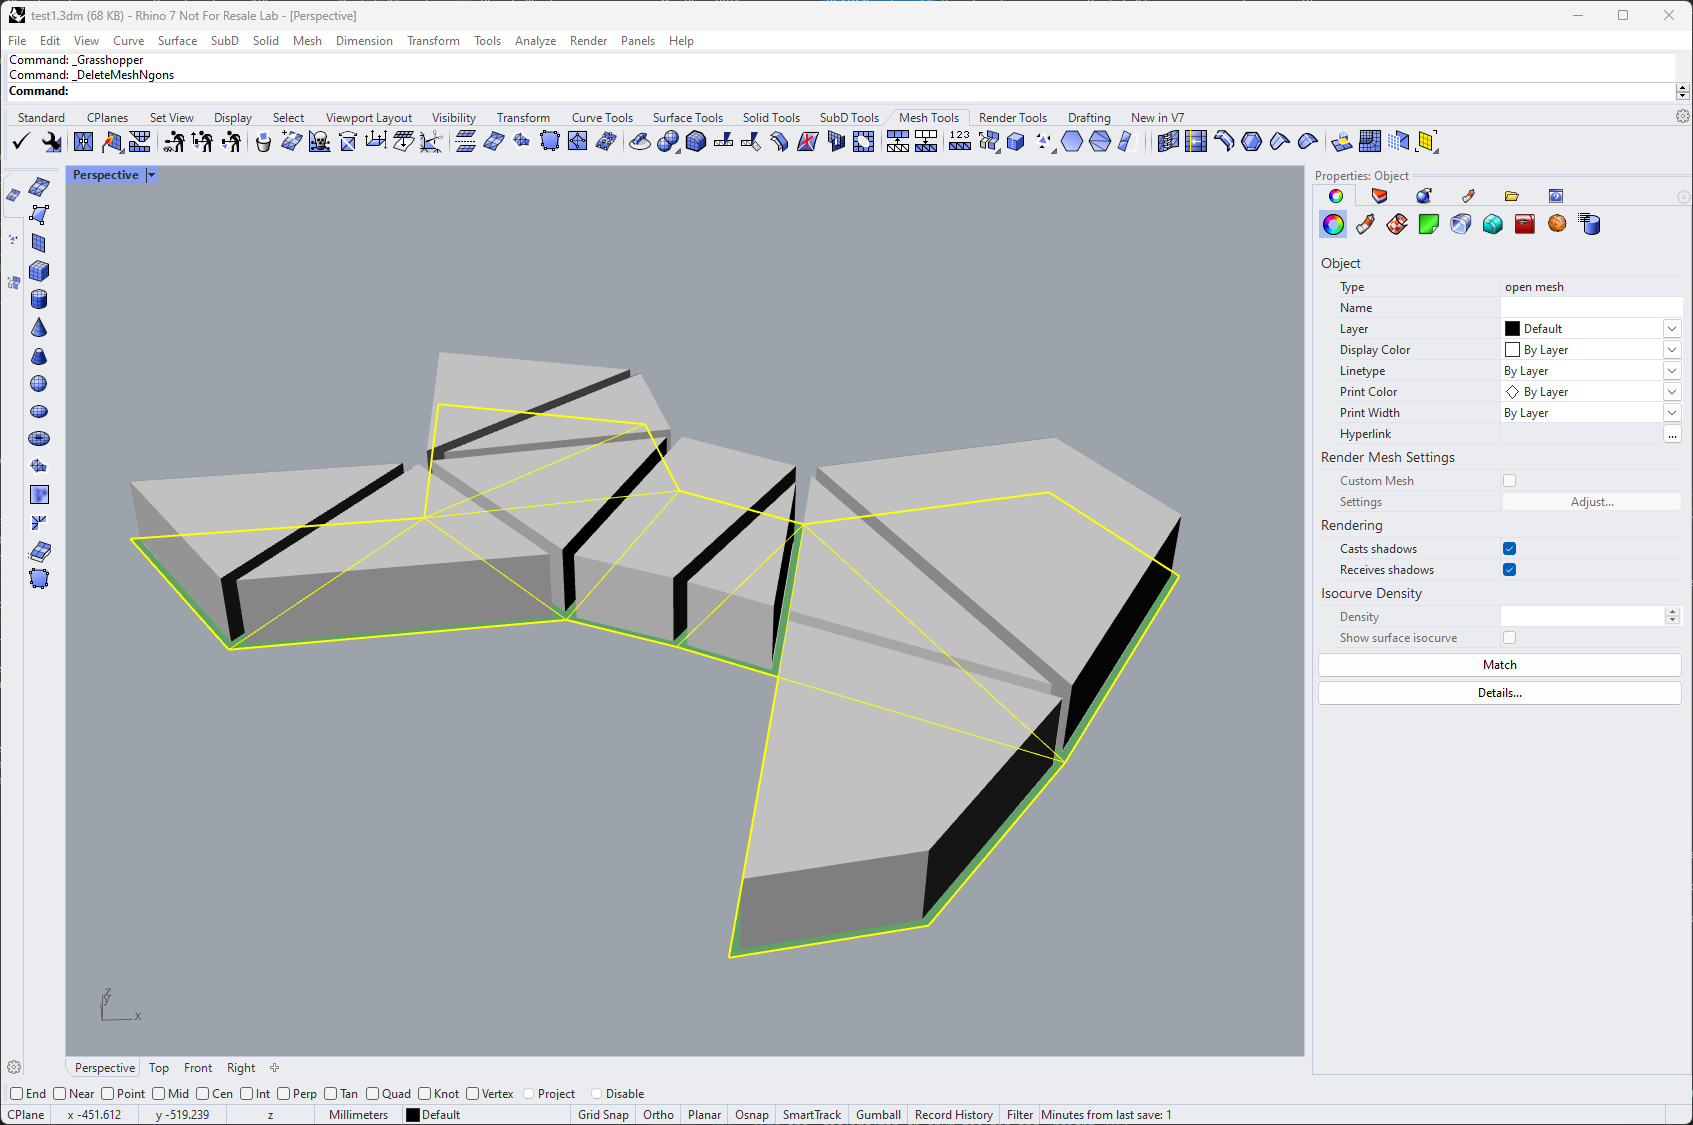 test1.3dm (68 KB) - Rhino 7 Not For Resale Lab - [Perspective]
File Edit View Curve Surface SubD Solid Mesh Dimension Transform Tools Analyze Render Panels Help
Command: _Grasshopper
Command: _DeleteMeshNgons
Command:
Standard CPlanes Set View Display Select Viewport Layout Visibility Transform Curve Tools Surface Tools Solid Tools SubD Tools Mesh Tools Render Tools Drafting New in V7
123
Perspective
Properties: Object
Object
Type open mesh
Name
Layer Default
Display Color By Layer
Linetype By Layer
Print Color By Layer
Print Width By Layer
Hyperlink ...
Render Mesh Settings
Custom Mesh
Settings Adjust...
Rendering
Casts shadows
Receives shadows
Isocurve Density
Density
Show surface isocurve
Match
Details...
z
y
x
Perspective Top Front Right
End Near Point Mid Cen Int Perp Tan Quad Knot Vertex Project Disable
CPlane x -451.612 y -519.239 z Millimeters Default Grid Snap Ortho Planar Osnap SmartTrack Gumball Record History Filter Minutes from last save: 1